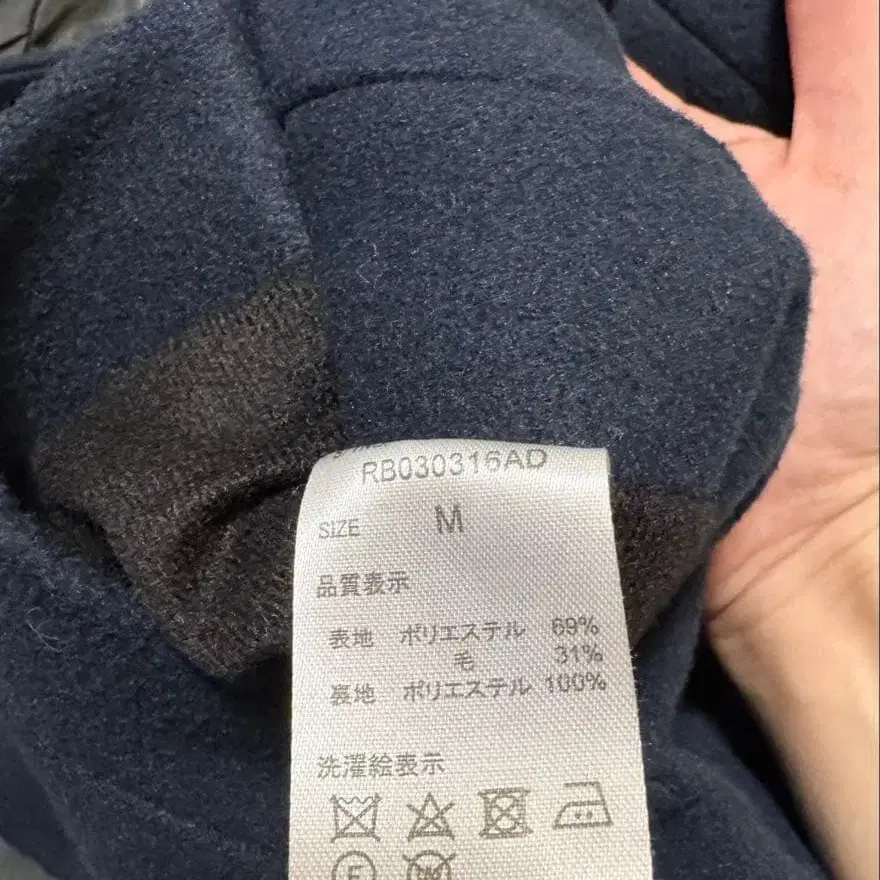 RB030316AD
SIZE M
品質表示
表地 ポリエステル 69%
毛 31%
裏地 ポリエステル 100%
洗濯絵表示
F W